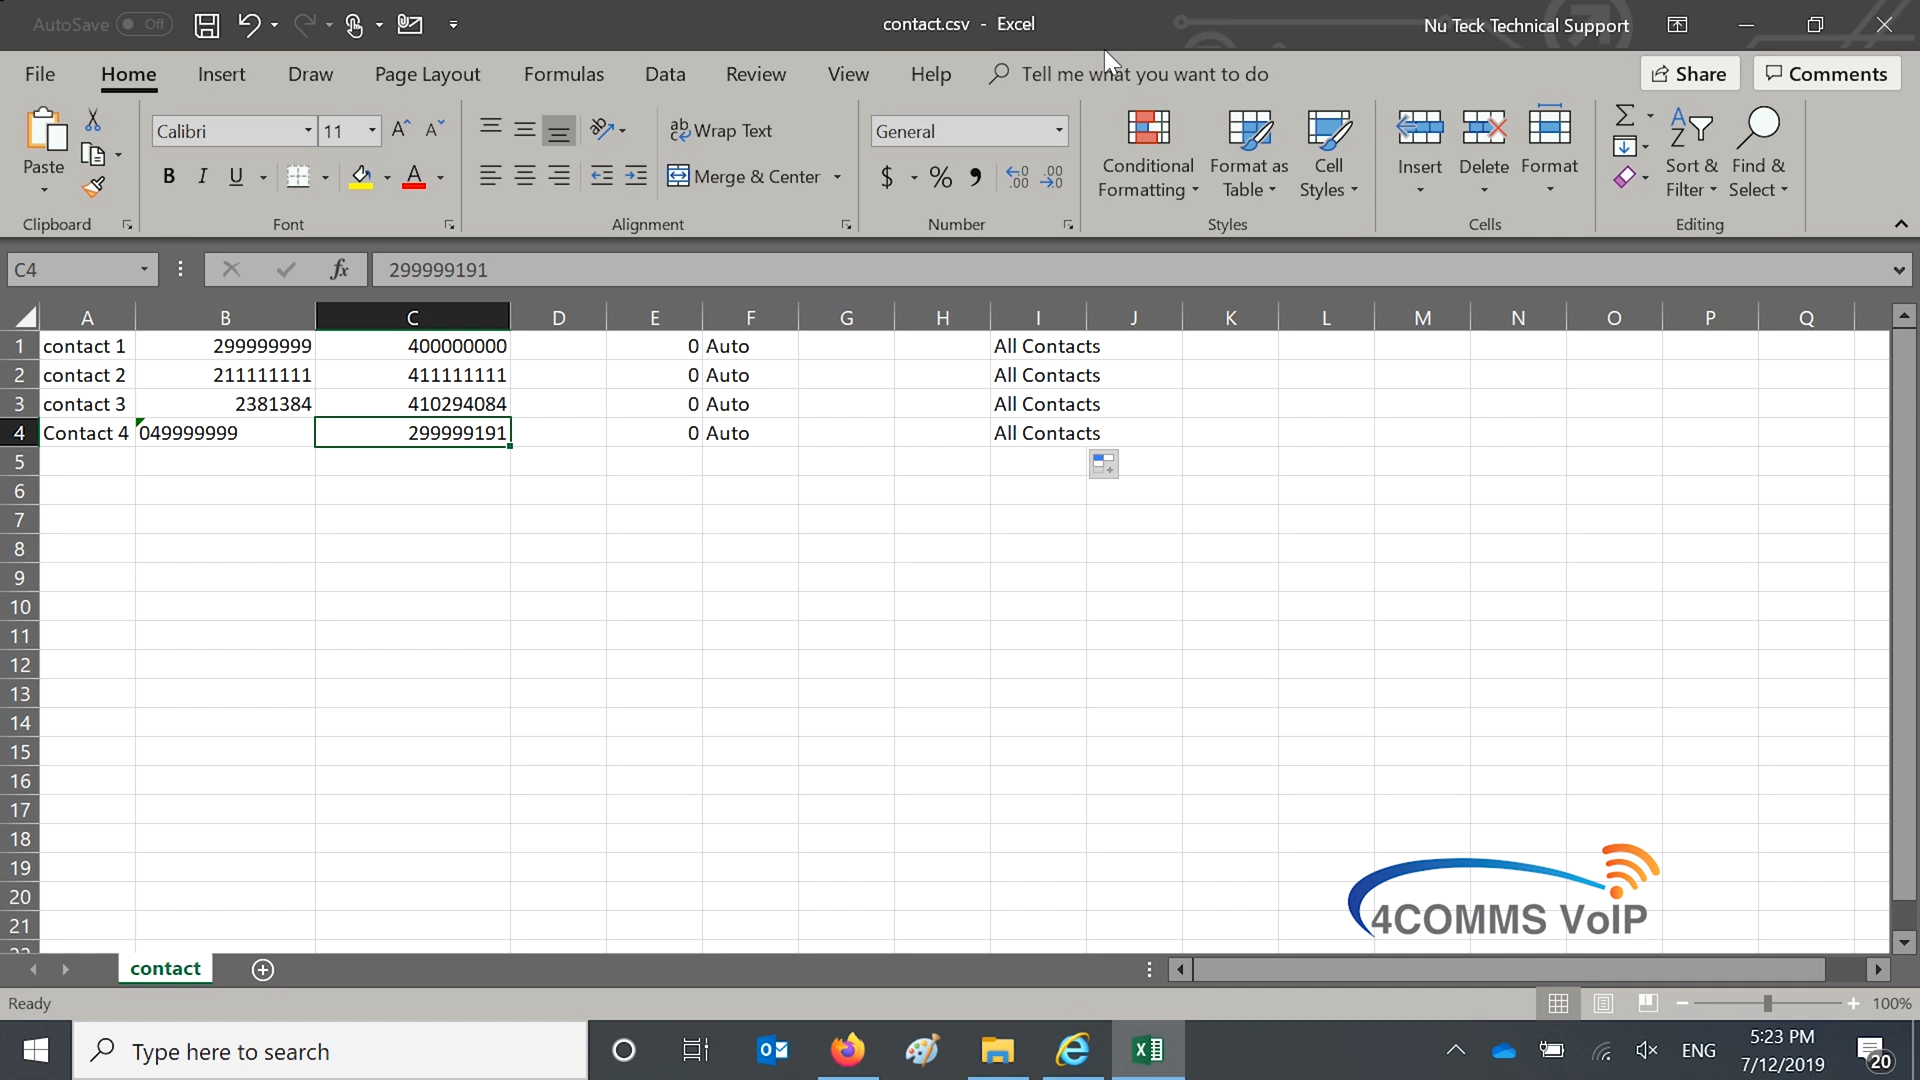 AutoSave Off contact.csv - Excel Nu Teck Technical Support
File Home Insert Draw Page Layout Formulas Data Review View Help Tell me what you want to do Share Comments
Calibri 11 Wrap Text General
Paste Conditional Format as Cell Insert Delete Format Sort & Find &
B I U A Merge & Center $ % Formatting Table Styles Filter Select
Clipboard Font Alignment Number Styles Cells Editing
C4 fx 299999191
A B C D E F G H I J K L M N O P Q
1 contact 1 299999999 400000000 0 Auto All Contacts
2 contact 2 211111111 411111111 0 Auto All Contacts
3 contact 3 2381384 410294084 0 Auto All Contacts
4 Contact 4 049999999 299999191 0 Auto All Contacts
5
6
7
8
9
10
11
12
13
14
15
16
17
18
19
20
21
4COMMS VoIP
contact
Ready 100%
Type here to search ENG 5:23 PM
7/12/2019 20